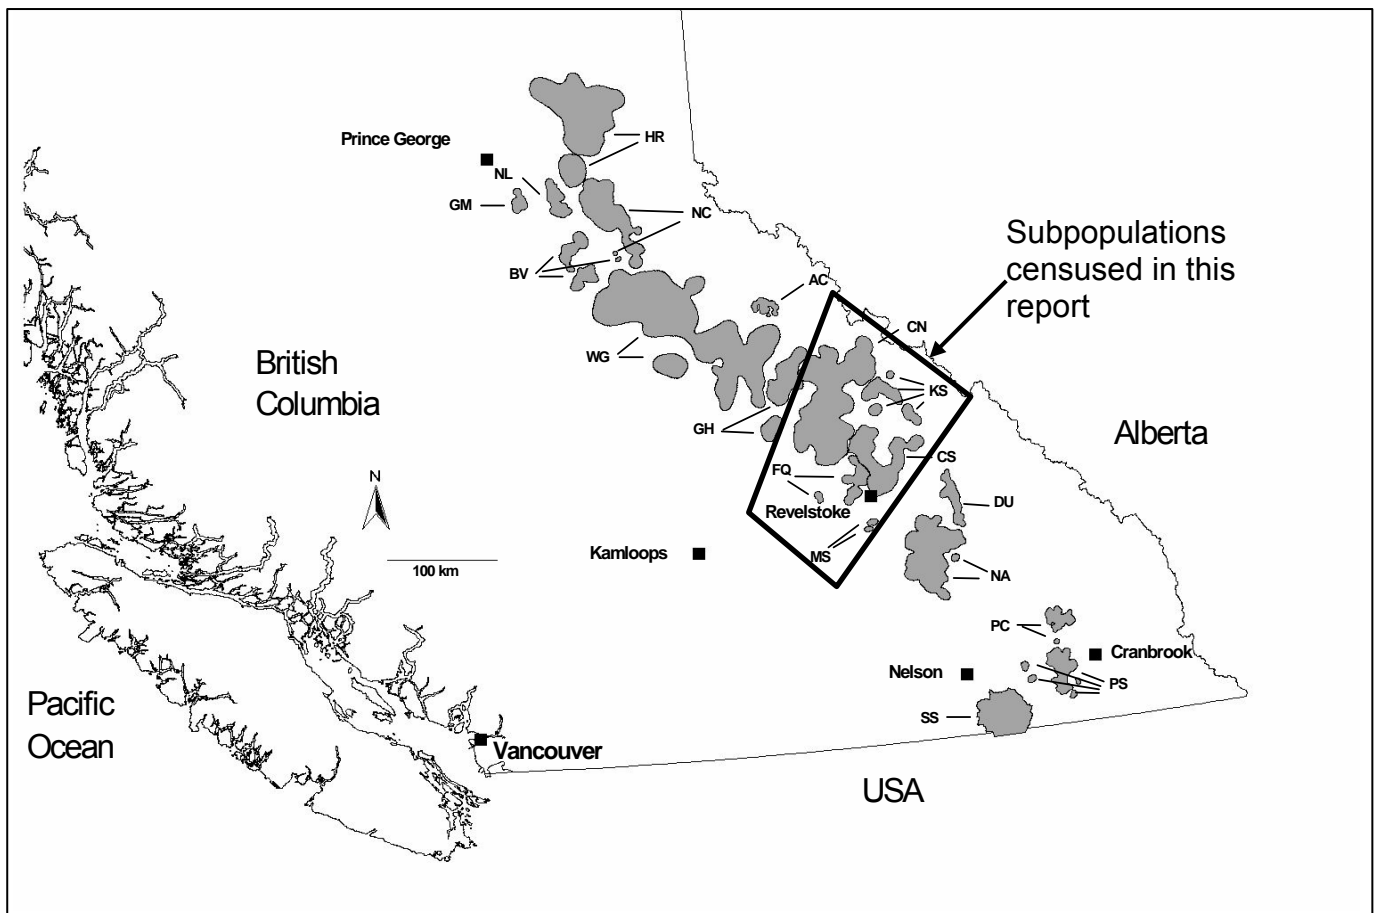 Prince George
HR
NL
GM
NC
BV
AC
Subpopulations
censused in this
report
CN
WG
British
Columbia
KS
GH
Alberta
CS
FQ
N
DU
Revelstoke
Kamloops
MS
100 km
NA
PC
Cranbrook
Nelson
PS
SS
Pacific
Ocean
Vancouver
USA